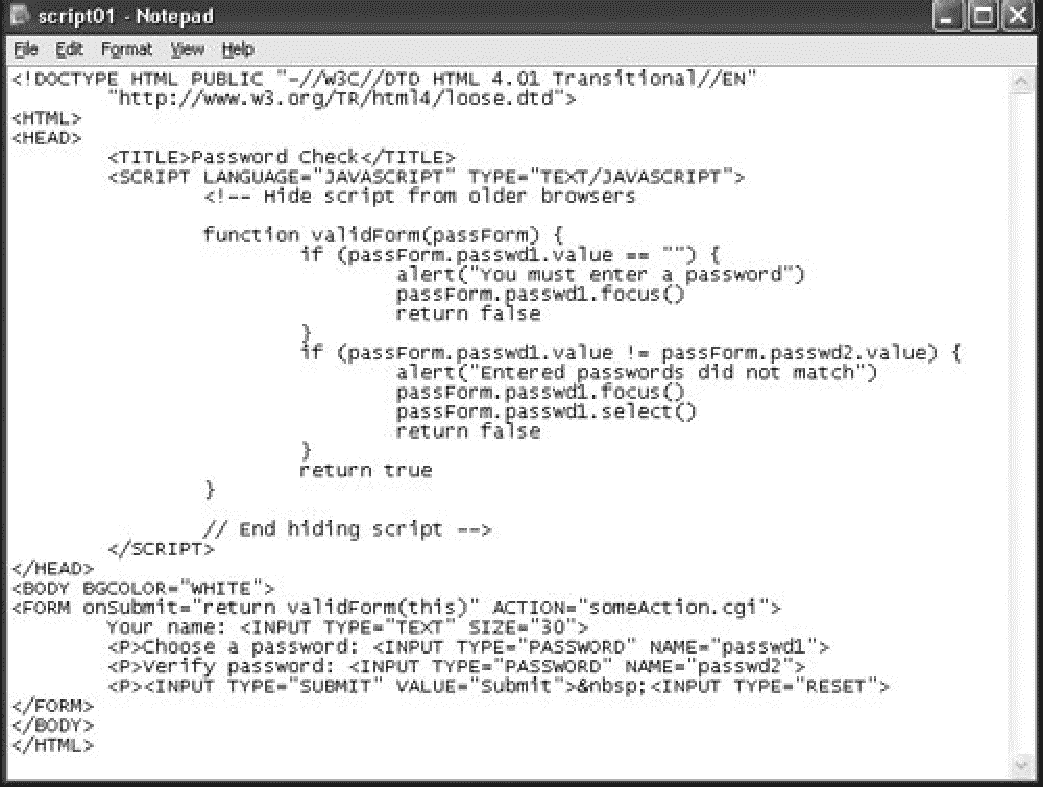 script01 - Notepad
File Edit Format View Help
<!DOCTYPE HTML PUBLIC "-//W3C//DTD HTML 4.01 Transitional//EN"
        "http://www.w3.org/TR/html4/loose.dtd">
<HTML>
<HEAD>
        <TITLE>Password Check</TITLE>
        <SCRIPT LANGUAGE="JAVASCRIPT" TYPE="TEXT/JAVASCRIPT">
                <!-- Hide script from older browsers

                function validForm(passForm) {
                        if (passForm.passwd1.value == "") {
                                alert("You must enter a password")
                                passForm.passwd1.focus()
                                return false
                        }
                        if (passForm.passwd1.value != passForm.passwd2.value) {
                                alert("Entered passwords did not match")
                                passForm.passwd1.focus()
                                passForm.passwd1.select()
                                return false
                        }
                        return true
                }

                // End hiding script -->
        </SCRIPT>
</HEAD>
<BODY BGCOLOR="WHITE">
<FORM onSubmit="return validForm(this)" ACTION="someAction.cgi">
        Your name: <INPUT TYPE="TEXT" SIZE="30">
        <P>Choose a password: <INPUT TYPE="PASSWORD" NAME="passwd1">
        <P>Verify password: <INPUT TYPE="PASSWORD" NAME="passwd2">
        <P><INPUT TYPE="SUBMIT" VALUE="Submit">&nbsp;<INPUT TYPE="RESET">
</FORM>
</BODY>
</HTML>